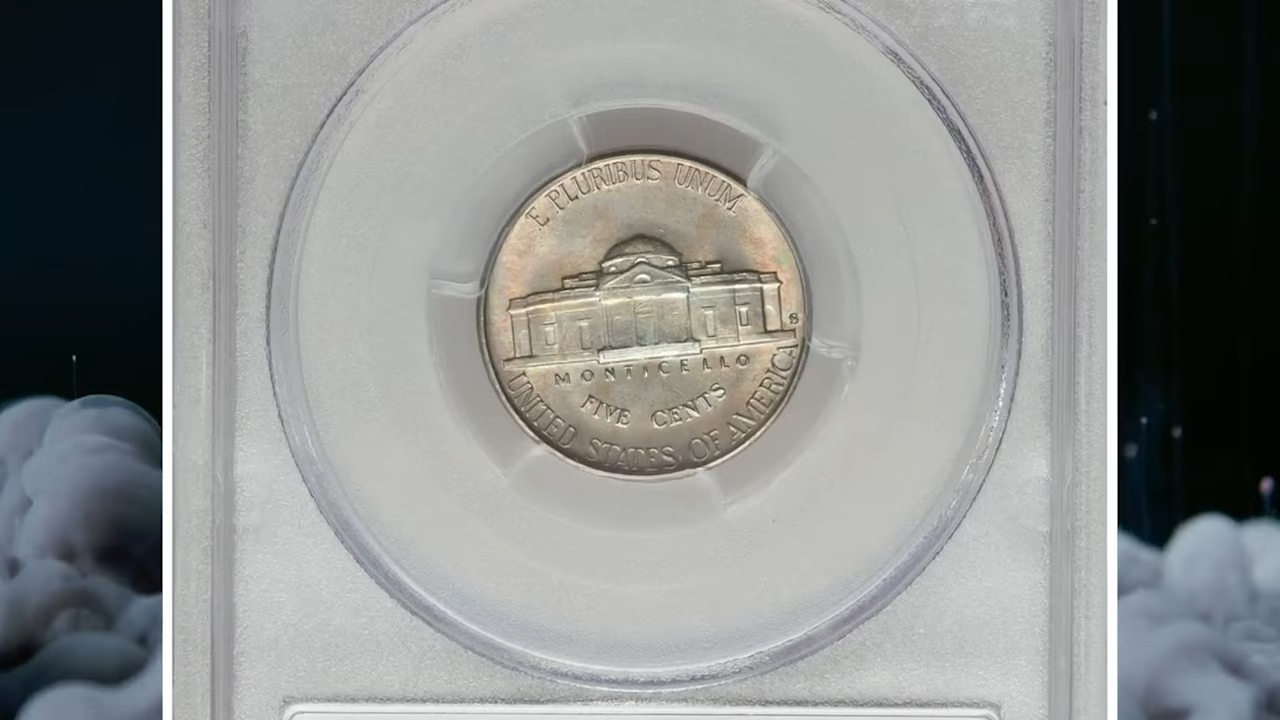 E PLURIBUS UNUM
S
MONTICELLO
FIVE CENTS
UNITED STATES OF AMERICA